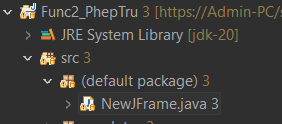 Func2_PhepTru 3 [https://Admin-PC/s
JRE System Library [jdk-20]
src 3
(default package) 3
NewJFrame.java 3